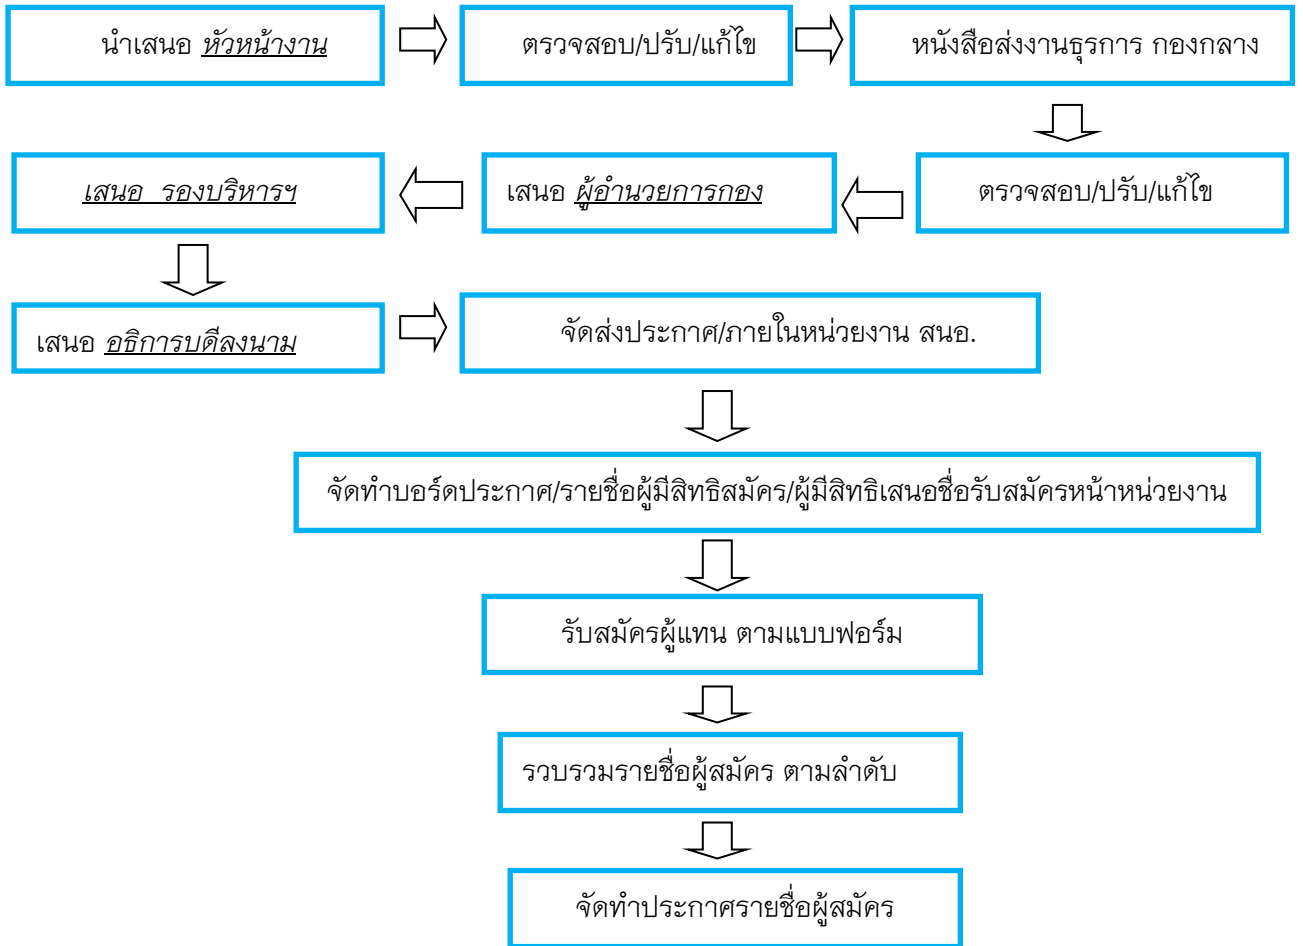 นำเสนอ หัวหน้างาน
ตรวจสอบ/ปรับ/แก้ไข
หนังสือส่งงานธุรการ กองกลาง
ตรวจสอบ/ปรับ/แก้ไข
เสนอ ผู้อำนวยการกอง
เสนอ รองบริหารฯ
เสนอ อธิการบดีลงนาม
จัดส่งประกาศ/ภายในหน่วยงาน สนอ.
จัดทำบอร์ดประกาศ/รายชื่อผู้มีสิทธิสมัคร/ผู้มีสิทธิเสนอชื่อรับสมัครหน้าหน่วยงาน
รับสมัครผู้แทน ตามแบบฟอร์ม
รวบรวมรายชื่อผู้สมัคร ตามลำดับ
จัดทำประกาศรายชื่อผู้สมัคร